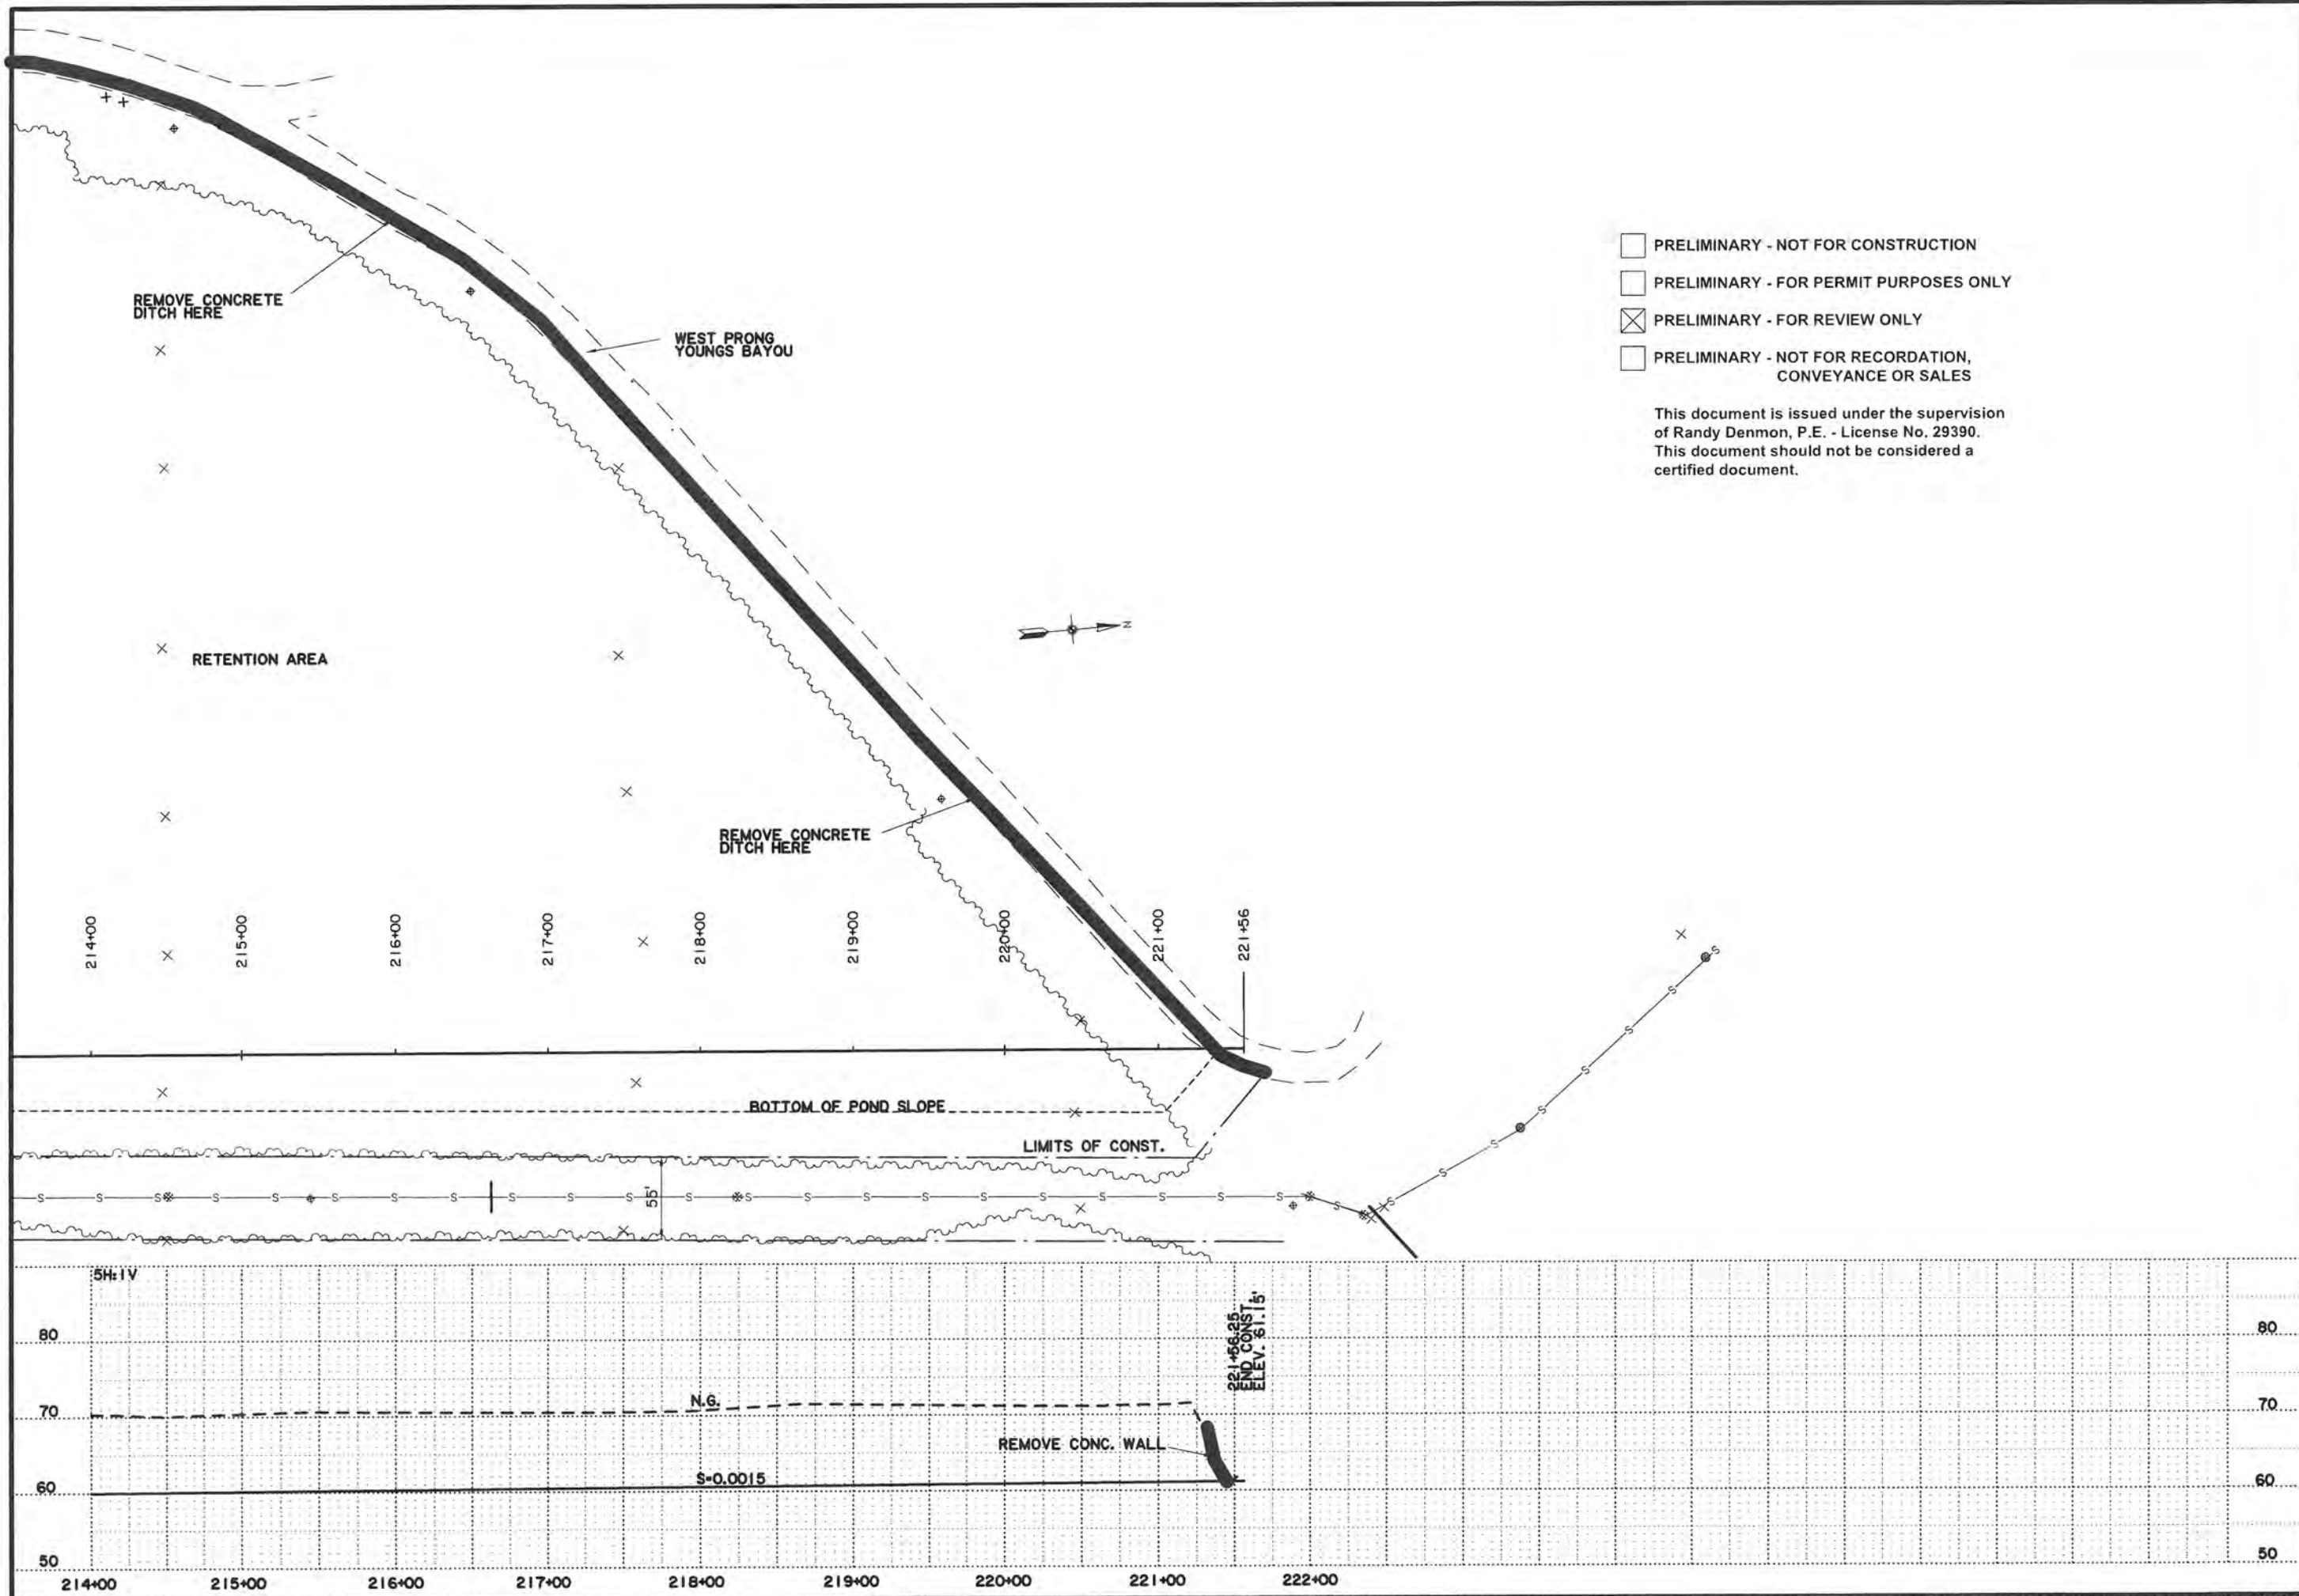 PRELIMINARY - NOT FOR CONSTRUCTION
PRELIMINARY - FOR PERMIT PURPOSES ONLY
PRELIMINARY - FOR REVIEW ONLY
PRELIMINARY - NOT FOR RECORDATION,
CONVEYANCE OR SALES
This document is issued under the supervision
of Randy Denmon, P.E. - License No. 29390.
This document should not be considered a
certified document.
REMOVE CONCRETE
DITCH HERE
WEST PRONG
YOUNGS BAYOU
N
RETENTION AREA
REMOVE CONCRETE
DITCH HERE
214+00
215+00
216+00
217+00
218+00
219+00
220+00
221+00
221+56
BOTTOM OF POND SLOPE
LIMITS OF CONST.
55'
S S S S S S S S S S S S S S S S S S S S S S S S S S S S S S S S
5H:1V
221+56.25
END CONST.
ELEV. 61.15'
80 80
70 70
N.G.
REMOVE CONC. WALL
S=0.0015
60 60
50 50
214+00 215+00 216+00 217+00 218+00 219+00 220+00 221+00 222+00